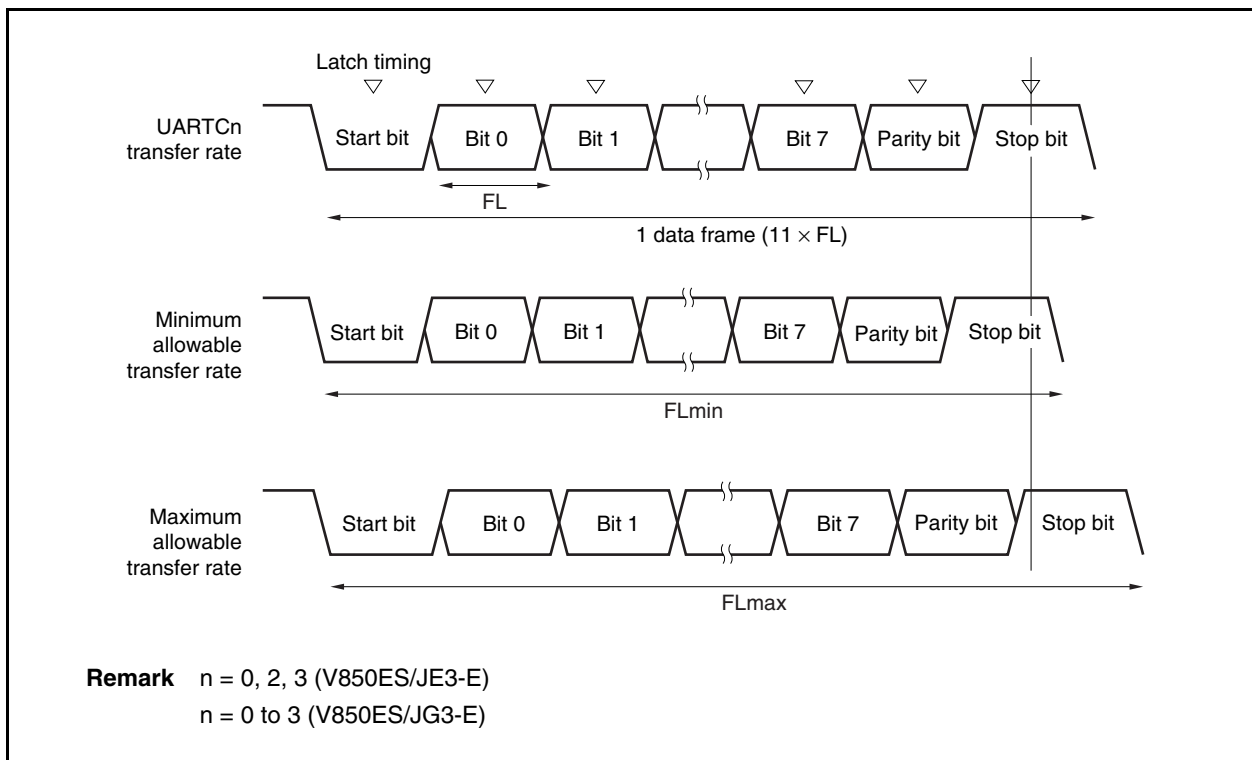 Latch timing
UARTCn
transfer rate
Start bit
Bit 0
Bit 1
Bit 7
Parity bit
Stop bit
FL
1 data frame (11 × FL)
Minimum
allowable
transfer rate
Start bit
Bit 0
Bit 1
Bit 7
Parity bit
Stop bit
FLmin
Maximum
allowable
transfer rate
Start bit
Bit 0
Bit 1
Bit 7
Parity bit
Stop bit
FLmax
Remark n = 0, 2, 3 (V850ES/JE3-E)
n = 0 to 3 (V850ES/JG3-E)